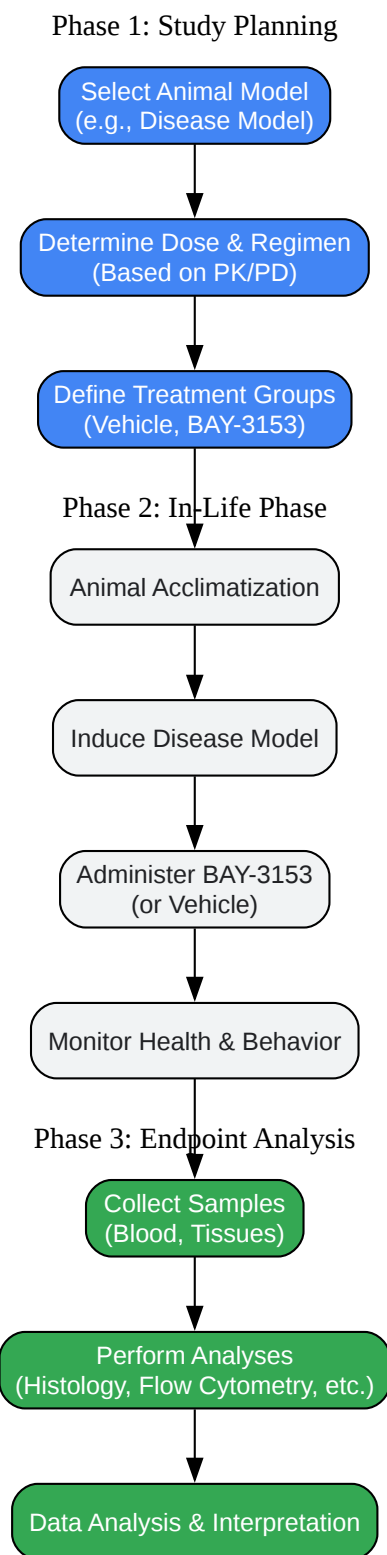 Phase 1: Study Planning
Select Animal Model
(e.g., Disease Model)
Determine Dose & Regimen
(Based on PK/PD)
Define Treatment Groups
(Vehicle, BAY-3153)
Phase 2: In-Life Phase
Animal Acclimatization
Induce Disease Model
Administer BAY-3153
(or Vehicle)
Monitor Health & Behavior
Phase 3: Endpoint Analysis
Collect Samples
(Blood, Tissues)
Perform Analyses
(Histology, Flow Cytometry, etc.)
Data Analysis & Interpretation